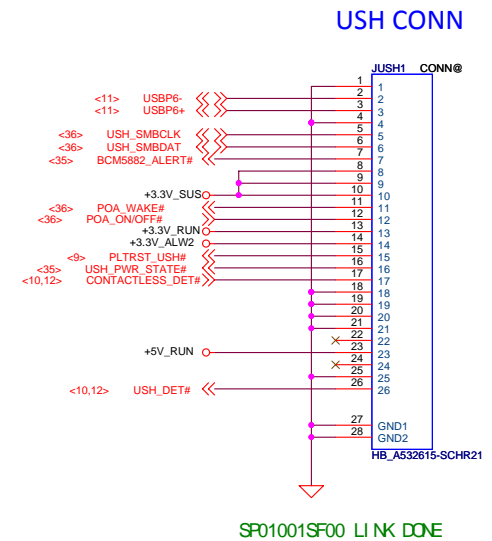 USH CONN
JUSH1 CONN@
1 1
<11> USBP6- 2 2
<11> USBP6+ 3 3
4 4
<36> USH_SMBCLK 5 5
<36> USH_SMBDAT 6 6
<35> BCM5882_ALERT# 7 7
8 8
9 9
+3.3V_SUS 10 10
<36> POA_WAKE# 11 11
<36> POA_ON/OFF# 12 12
+3.3V_RUN 13 13
+3.3V_ALW2 14 14
<9> PLTRST_USH# 15 15
<35> USH_PWR_STATE# 16 16
<10,12> CONTACTLESS_DET# 17 17
18 18
19 19
20 20
21 21
22 22
+5V_RUN 23 23
24 24
25 25
<10,12> USH_DET# 26 26
27 GND1
28 GND2
HB_A532615-SCHR21
SP01001SF00 LINK DONE